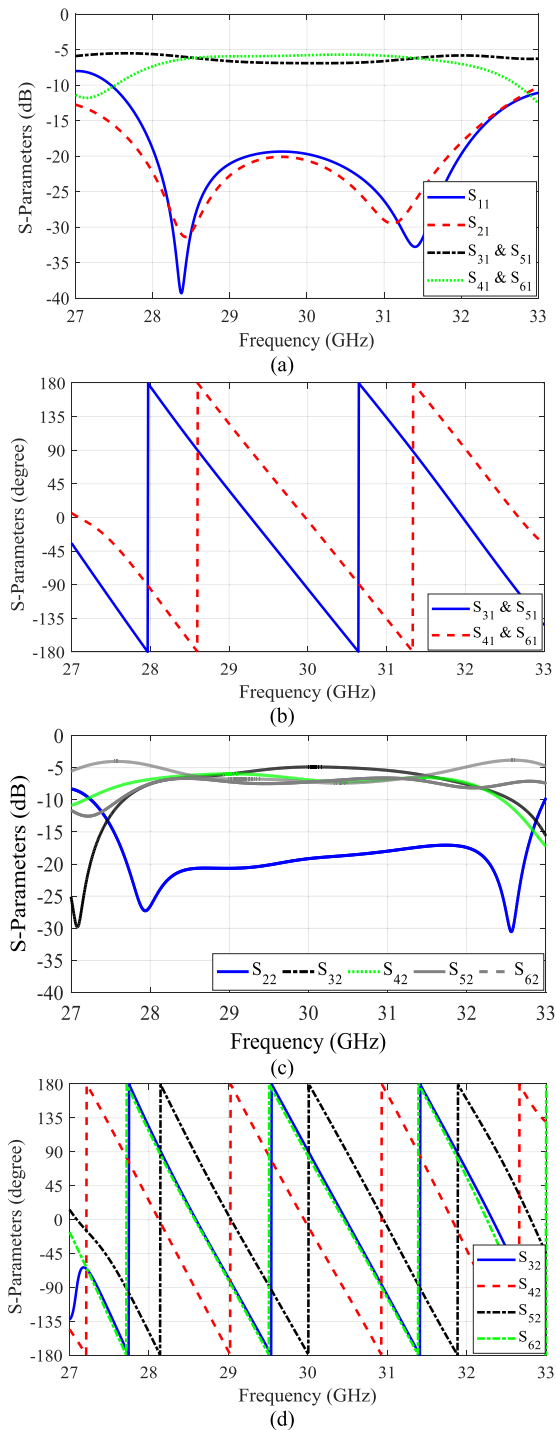 -5
0
-5
-10
-15
-20
-25
-30
-35
-40
S-Parameters (dB)
S11
S21
S31 & S51
S41 & S61
27 28 29 30 31 32 33
Frequency (GHz)
(a)
180
135
90
45
0
-45
-90
-135
-180
S-Parameters (degree)
S31 & S51
S41 & S61
27 28 29 30 31 32 33
Frequency (GHz)
(b)
0
-5
-10
-15
-20
-25
-30
-35
-40
S-Parameters (dB)
S22 S32 S42 S52 S62
27 28 29 30 31 32 33
Frequency (GHz)
(c)
180
135
90
45
0
-45
-90
-135
-180
S-Parameters (degree)
S32
S42
S52
S62
27 28 29 30 31 32 33
Frequency (GHz)
(d)